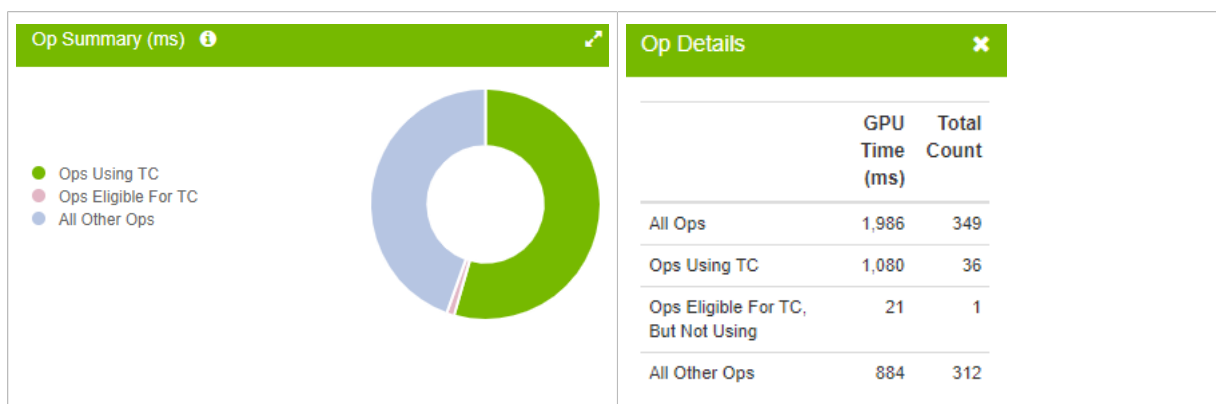 Op Summary (ms)
Ops Using TC
Ops Eligible For TC
All Other Ops
Op Details
GPU Time (ms) Total Count
All Ops 1,986 349
Ops Using TC 1,080 36
Ops Eligible For TC, But Not Using 21 1
All Other Ops 884 312